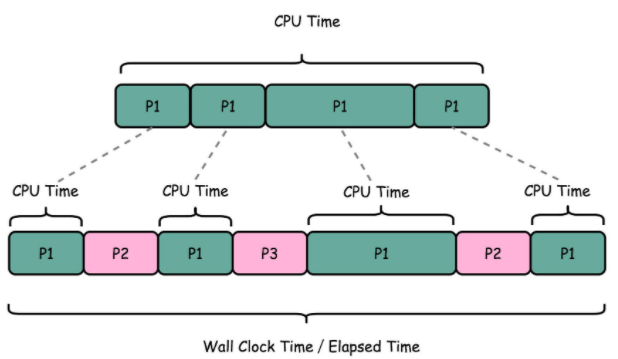 CPU Time
P1 P1 P1 P1
CPU Time CPU Time CPU Time CPU Time
P1 P2 P1 P3 P1 P2 P1
Wall Clock Time / Elapsed Time